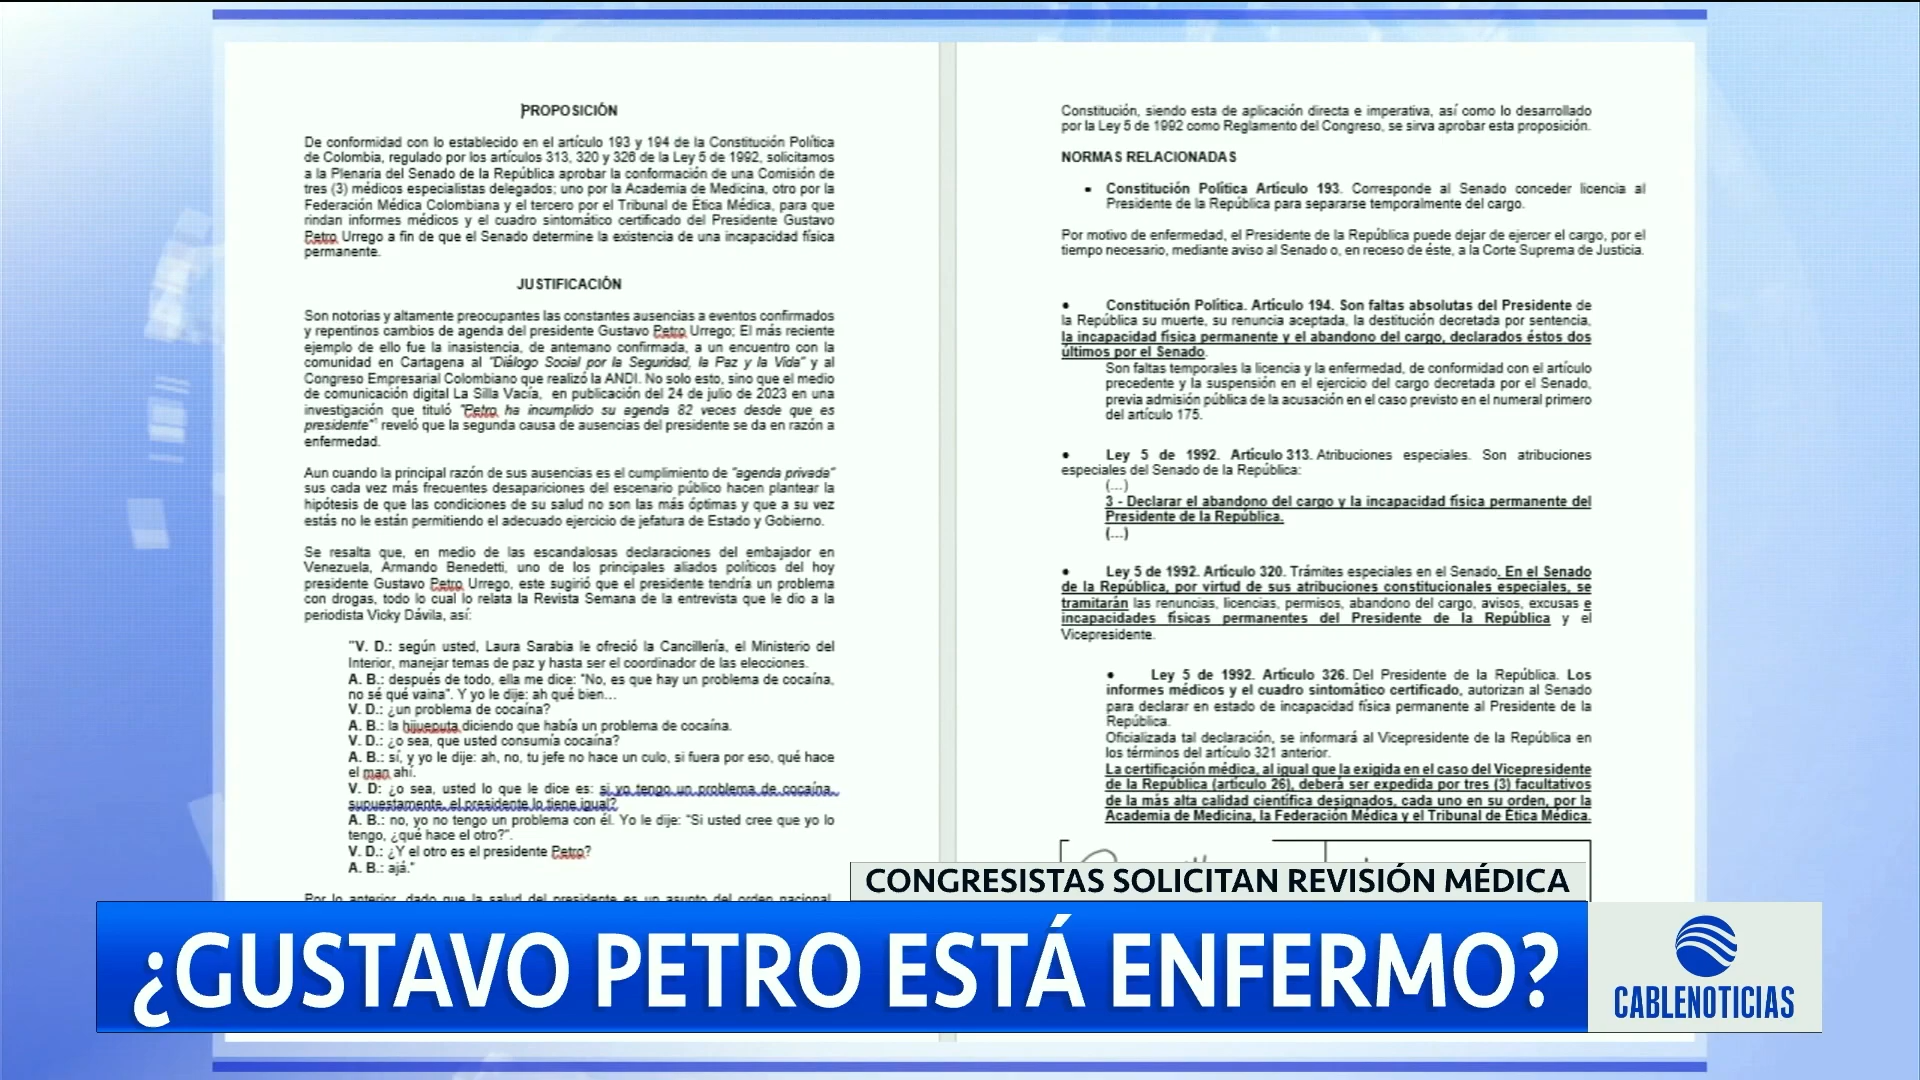 PROPOSICIÓN
De conformidad con lo establecido en el artículo 193 y 194 de la Constitución Política
de Colombia, regulado por los artículos 313, 320 y 326 de la Ley 5 de 1992, solicitamos
a la Plenaria del Senado de la República aprobar la conformación de una Comisión de
tres (3) médicos especialistas delegados; uno por la Academia de Medicina, otro por la
Federación Médica Colombiana y el tercero por el Tribunal de Ética Médica, para que
rindan informes médicos y el cuadro sintomático certificado del Presidente Gustavo
Petro Urrego a fin de que el Senado determine la existencia de una incapacidad física
permanente.
JUSTIFICACIÓN
Son notorias y altamente preocupantes las constantes ausencias a eventos confirmados
y repentinos cambios de agenda del presidente Gustavo Petro Urrego; El más reciente
ejemplo de ello fue la inasistencia, de antemano confirmada, a un encuentro con la
comunidad en Cartagena al "Diálogo Social por la Seguridad, la Paz y la Vida" y al
Congreso Empresarial Colombiano que realizó la ANDI. No solo esto, sino que el medio
de comunicación digital La Silla Vacía, en publicación del 24 de julio de 2023 en una
investigación que tituló "Petro ha incumplido su agenda 82 veces desde que es
presidente"¹ reveló que la segunda causa de ausencias del presidente se da en razón a
enfermedad.
Aun cuando la principal razón de sus ausencias es el cumplimiento de "agenda privada"
sus cada vez más frecuentes desapariciones del escenario público hacen plantear la
hipótesis de que las condiciones de su salud no son las más óptimas y que a su vez
estás no le están permitiendo el adecuado ejercicio de jefatura de Estado y Gobierno.
Se resalta que, en medio de las escandalosas declaraciones del embajador en
Venezuela, Armando Benedetti, uno de los principales aliados políticos del hoy
presidente Gustavo Petro Urrego, este sugirió que el presidente tendría un problema
con drogas, todo lo cual lo relata la Revista Semana de la entrevista que le dio a la
periodista Vicky Dávila, así:
"V. D.: según usted, Laura Sarabia le ofreció la Cancillería, el Ministerio del
Interior, manejar temas de paz y hasta ser el coordinador de las elecciones.
A. B.: después de todo, ella me dice: "No, es que hay un problema de cocaína,
no sé qué vaina". Y yo le dije: ah qué bien...
V. D.: ¿un problema de cocaína?
A. B.: la hijueputa diciendo que había un problema de cocaína.
V. D.: ¿o sea, que usted consumía cocaína?
A. B.: sí, y yo le dije: ah, no, tu jefe no hace un culo, si fuera por eso, qué hace
el man ahí.
V. D: ¿o sea, usted lo que le dice es: si yo tengo un problema de cocaína,
supuestamente, el presidente lo tiene igual?
A. B.: no, yo no tengo un problema con él. Yo le dije: "Si usted cree que yo lo
tengo, ¿qué hace el otro?".
V. D.: ¿Y el otro es el presidente Petro?
A. B.: ajá."
Por lo anterior, dado que la salud del presidente es un asunto del orden nacional,
Constitución, siendo esta de aplicación directa e imperativa, así como lo desarrollado
por la Ley 5 de 1992 como Reglamento del Congreso, se sirva aprobar esta proposición.
NORMAS RELACIONADAS
• Constitución Política Artículo 193. Corresponde al Senado conceder licencia al
Presidente de la República para separarse temporalmente del cargo.
Por motivo de enfermedad, el Presidente de la República puede dejar de ejercer el cargo, por el
tiempo necesario, mediante aviso al Senado o, en receso de éste, a la Corte Suprema de Justicia.
• Constitución Política. Artículo 194. Son faltas absolutas del Presidente de
la República su muerte, su renuncia aceptada, la destitución decretada por sentencia,
la incapacidad física permanente y el abandono del cargo, declarados éstos dos
últimos por el Senado.
Son faltas temporales la licencia y la enfermedad, de conformidad con el artículo
precedente y la suspensión en el ejercicio del cargo decretada por el Senado,
previa admisión pública de la acusación en el caso previsto en el numeral primero
del artículo 175.
• Ley 5 de 1992. Artículo 313. Atribuciones especiales. Son atribuciones
especiales del Senado de la República:
(...)
3 - Declarar el abandono del cargo y la incapacidad física permanente del
Presidente de la República.
(...)
• Ley 5 de 1992. Artículo 320. Trámites especiales en el Senado. En el Senado
de la República, por virtud de sus atribuciones constitucionales especiales, se
tramitarán las renuncias, licencias, permisos, abandono del cargo, avisos, excusas e
incapacidades físicas permanentes del Presidente de la República y el
Vicepresidente.
• Ley 5 de 1992. Artículo 326. Del Presidente de la República. Los
informes médicos y el cuadro sintomático certificado, autorizan al Senado
para declarar en estado de incapacidad física permanente al Presidente de la
República.
Oficializada tal declaración, se informará al Vicepresidente de la República en
los términos del artículo 321 anterior.
La certificación médica, al igual que la exigida en el caso del Vicepresidente
de la República (artículo 26), deberá ser expedida por tres (3) facultativos
de la más alta calidad científica designados, cada uno en su orden, por la
Academia de Medicina, la Federación Médica y el Tribunal de Ética Médica.
CONGRESISTAS SOLICITAN REVISIÓN MÉDICA
¿GUSTAVO PETRO ESTÁ ENFERMO?
CABLENOTICIAS